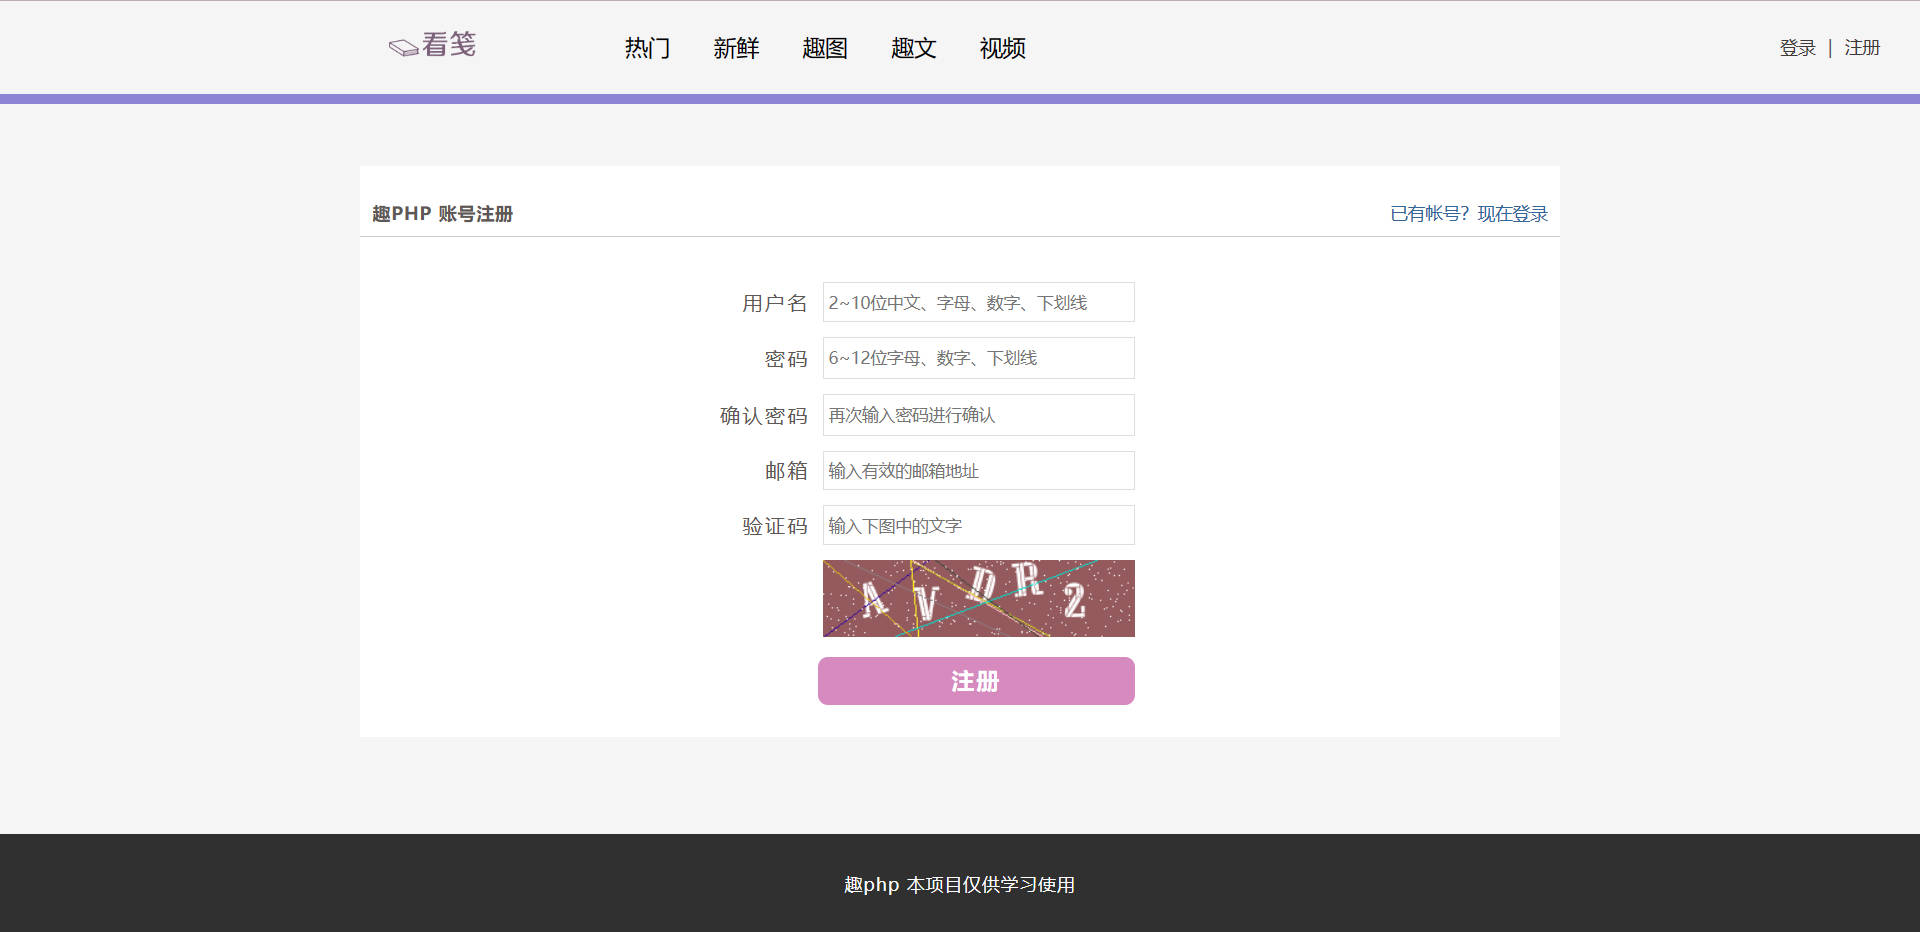 看笺
热门 新鲜 趣图 趣文 视频
登录 | 注册
趣PHP 账号注册
已有帐号？现在登录
用户名 2~10位中文、字母、数字、下划线
密码 6~12位字母、数字、下划线
确认密码 再次输入密码进行确认
邮箱 输入有效的邮箱地址
验证码 输入下图中的文字
AVDR2
注册
趣php 本项目仅供学习使用